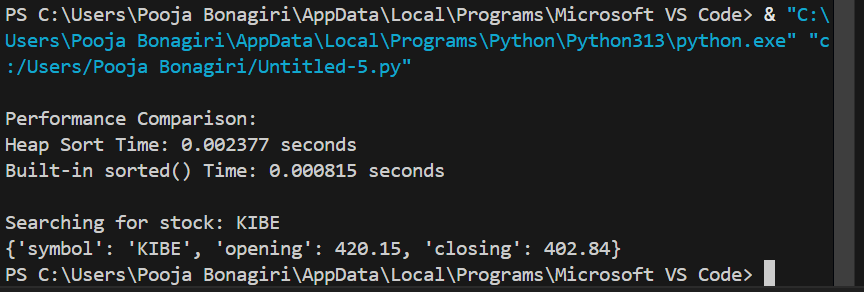 PS C:\Users\Pooja Bonagiri\AppData\Local\Programs\Microsoft VS Code> & "C:\
Users\Pooja Bonagiri\AppData\Local\Programs\Python\Python313\python.exe" "c
:/Users/Pooja Bonagiri/Untitled-5.py"
Performance Comparison:
Heap Sort Time: 0.002377 seconds
Built-in sorted() Time: 0.000815 seconds
Searching for stock: KIBE
{'symbol': 'KIBE', 'opening': 420.15, 'closing': 402.84}
PS C:\Users\Pooja Bonagiri\AppData\Local\Programs\Microsoft VS Code>